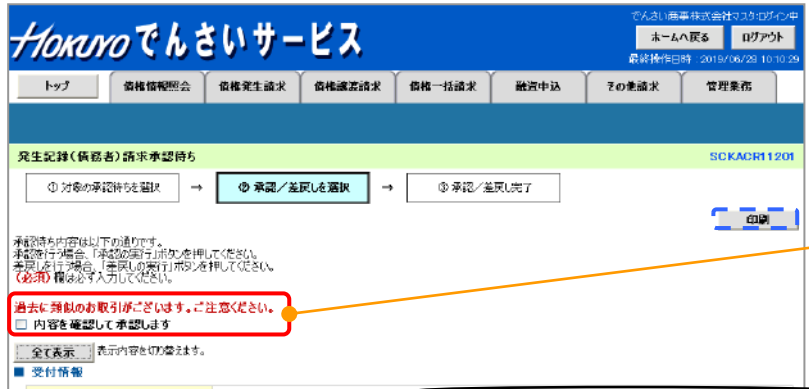 でんさい商事株式会社マスタ:ログイン中
HOKUYOでんさいサービス
ホームへ戻る ログアウト
最終操作日時:2019/06/29 10:10:29
トップ 債権情報照会 債権発生請求 債権譲渡請求 債権一括請求 融資申込 その他請求 管理業務
発生記録(債務者)請求承認待ち SCKACR11201
① 対象の承認待ちを選択 → ② 承認/差戻しを選択 → ③ 承認/差戻し完了
印刷
承認待ち内容は以下の通りです。
承認を行う場合、「承認の実行」ボタンを押してください。
差戻しを行う場合、「差戻しの実行」ボタンを押してください。
(必須)欄は必ず入力してください。
過去に類似のお取引がございます。ご注意ください。
内容を確認して承認します
全て表示 表示内容を切り替えます。
■ 受付情報